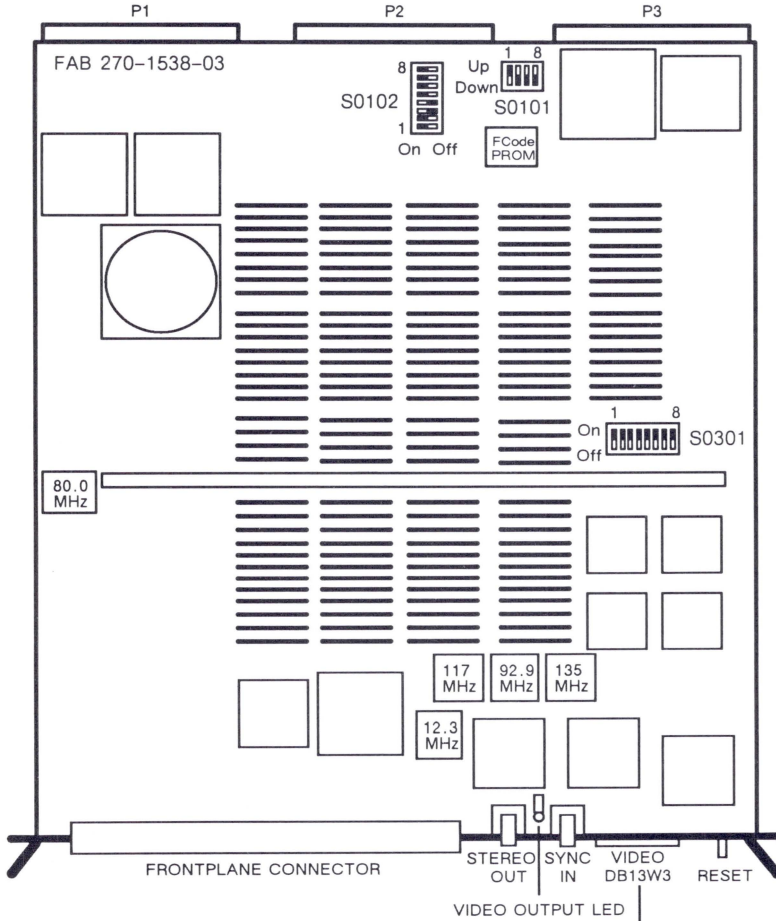 P1
P2
P3
FAB 270-1538-03
8
S0102
1
On Off
1 8
Up
Down
S0101
FCode
PROM
1 8
On
Off
S0301
80.0
MHz
117
MHz
92.9
MHz
135
MHz
12.3
MHz
FRONTPLANE CONNECTOR
STEREO
OUT
SYNC
IN
VIDEO
DB13W3
RESET
VIDEO OUTPUT LED